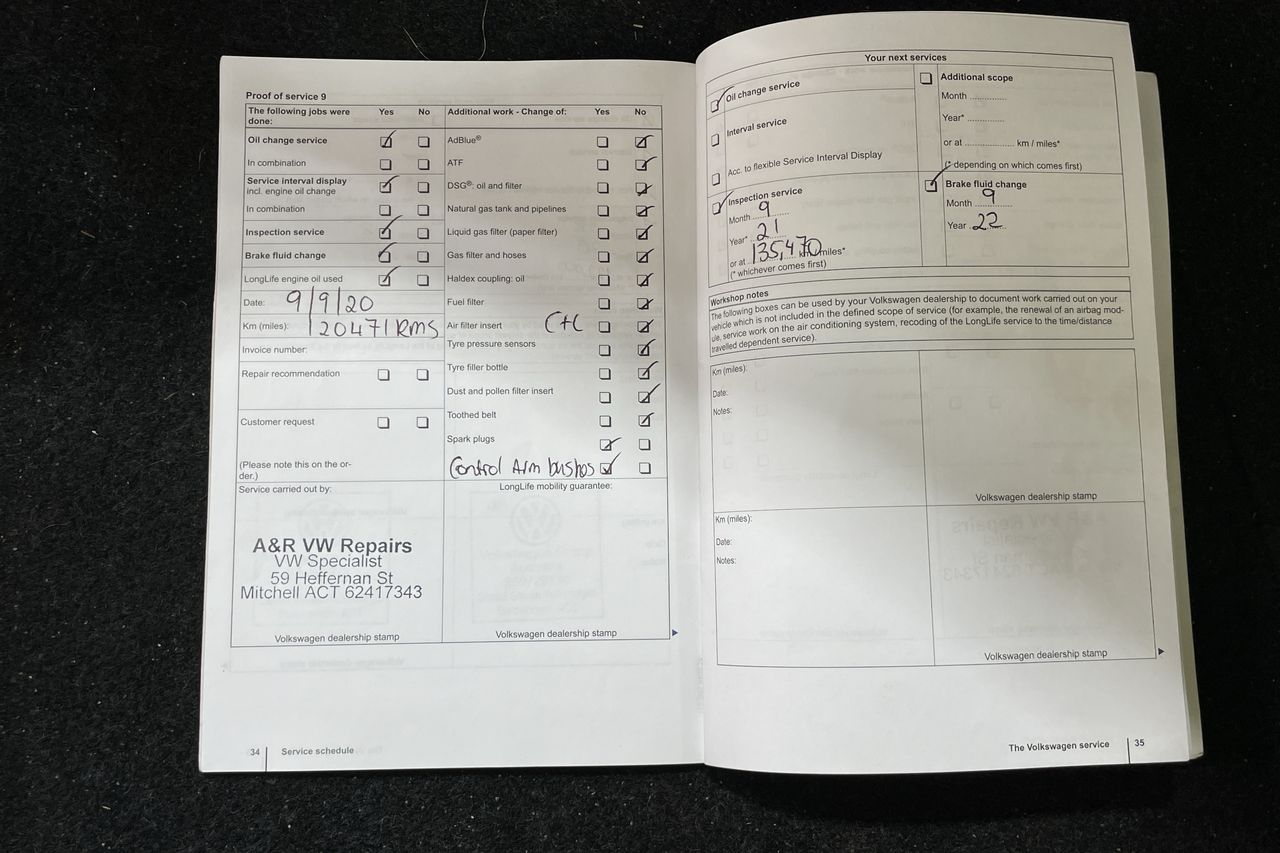 Proof of service 9
The following jobs were done: Yes No
Oil change service
In combination
Service interval display
incl. engine oil change
In combination
Inspection service
Brake fluid change
LongLife engine oil used
Date: 9/9/20
Km (miles): 120471 kms
Invoice number:
Repair recommendation
Customer request
(Please note this on the or-
der.)
Service carried out by:
A&R VW Repairs
VW Specialist
59 Heffernan St
Mitchell ACT 62417343
Volkswagen dealership stamp
Additional work - Change of: Yes No
AdBlue®
ATF
DSG®: oil and filter
Natural gas tank and pipelines
Liquid gas filter (paper filter)
Gas filter and hoses
Haldex coupling: oil
Fuel filter
Air filter insert
Tyre pressure sensors
Tyre filler bottle
Dust and pollen filter insert
Toothed belt
Spark plugs
Control Arm bushes
LongLife mobility guarantee:
Volkswagen dealership stamp
34 Service schedule
Your next services
Oil change service
Interval service
Acc. to flexible Service Interval Display
Inspection service
Month 9
Year* 21
or at 135,470 km/miles*
(* whichever comes first)
Additional scope
Month ..............
Year* ..............
or at .................. km / miles*
(* depending on which comes first)
Brake fluid change
Month 9
Year 22
Workshop notes
The following boxes can be used by your Volkswagen dealership to document work carried out on your
vehicle which is not included in the defined scope of service (for example, the renewal of an airbag mod-
ule, service work on the air conditioning system, recoding of the LongLife service to the time/distance
travelled dependent service).
Km (miles):
Date:
Notes:
Volkswagen dealership stamp
Km (miles):
Date:
Notes:
Volkswagen dealership stamp
The Volkswagen service 35